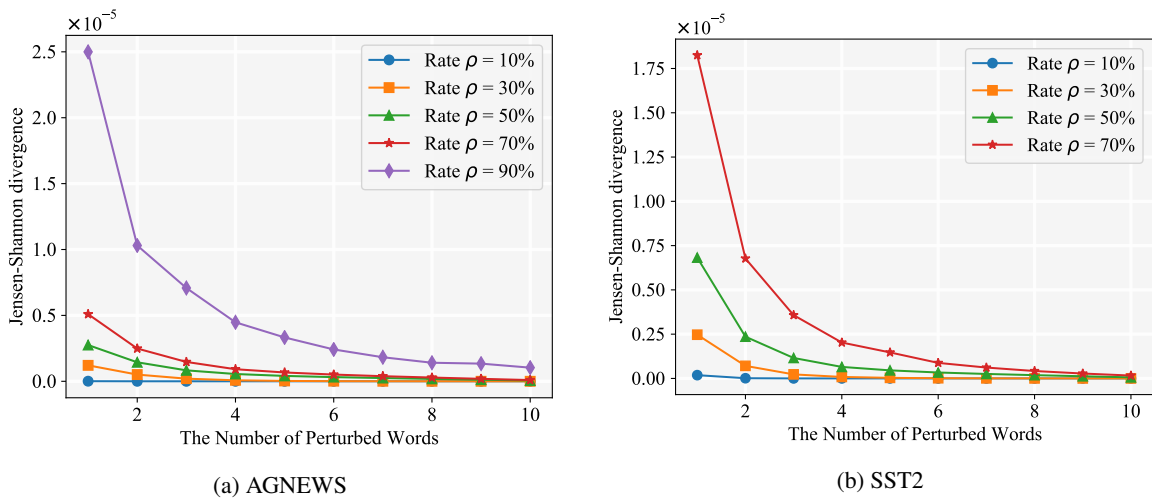 ×10⁻⁵
2.5
2.0
1.5
1.0
0.5
0.0
Jensen-Shannon divergence
Rate ρ = 10%
Rate ρ = 30%
Rate ρ = 50%
Rate ρ = 70%
Rate ρ = 90%
2 4 6 8 10
The Number of Perturbed Words
(a) AGNEWS
×10⁻⁵
1.75
1.50
1.25
1.00
0.75
0.50
0.25
0.00
Jensen-Shannon divergence
Rate ρ = 10%
Rate ρ = 30%
Rate ρ = 50%
Rate ρ = 70%
2 4 6 8 10
The Number of Perturbed Words
(b) SST2